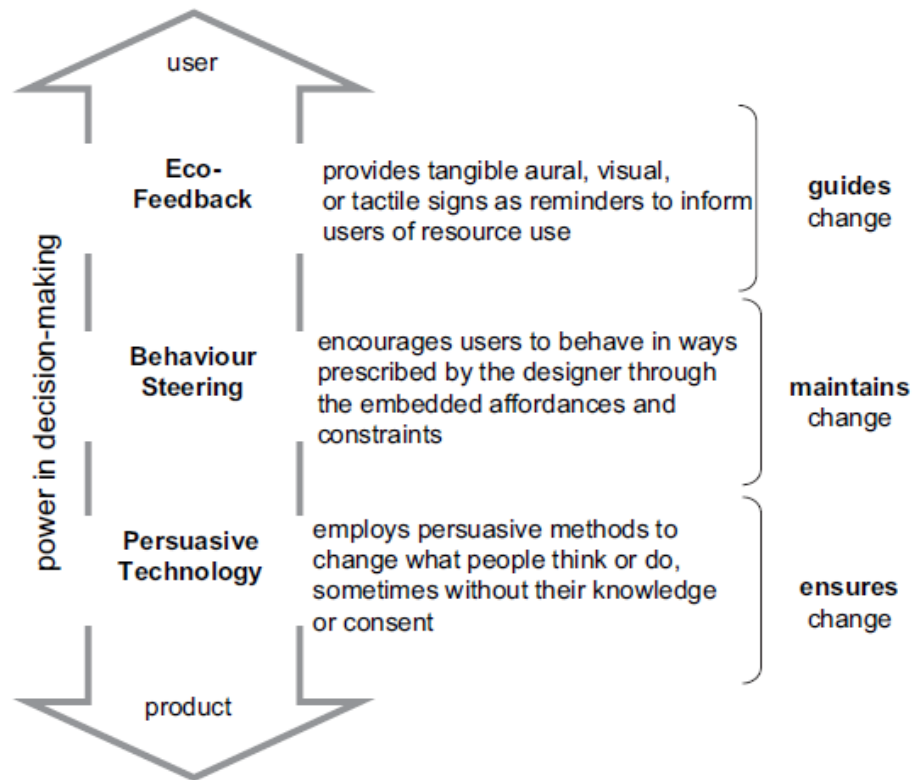 user
power in decision-making
Eco-
Feedback
provides tangible aural, visual,
or tactile signs as reminders to inform
users of resource use
guides
change
Behaviour
Steering
encourages users to behave in ways
prescribed by the designer through
the embedded affordances and
constraints
maintains
change
Persuasive
Technology
employs persuasive methods to
change what people think or do,
sometimes without their knowledge
or consent
ensures
change
product